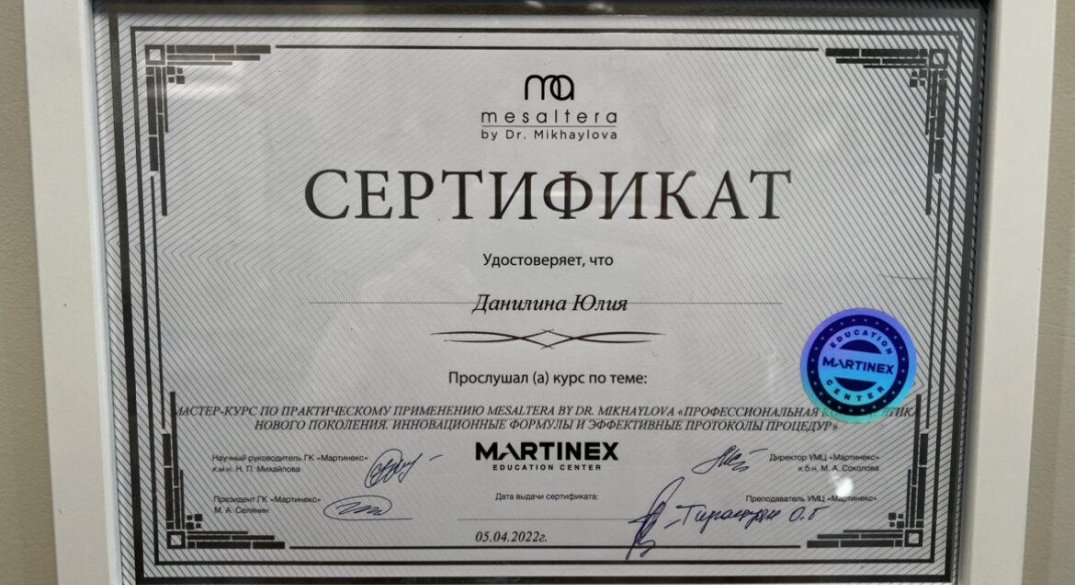 ma
mesaltera
by Dr. Mikhaylova
СЕРТИФИКАТ
Удостоверяет, что
Данилина Юлия
Прослушал (а) курс по теме:
МАСТЕР-КУРС ПО ПРАКТИЧЕСКОМУ ПРИМЕНЕНИЮ MESALTERA BY DR. MIKHAYLOVA «ПРОФЕССИОНАЛЬНАЯ
НОВОГО ПОКОЛЕНИЯ. ИННОВАЦИОННЫЕ ФОРМУЛЫ И ЭФФЕКТИВНЫЕ ПРОТОКОЛЫ ПРОЦЕДУР»
EDUCATION
MARTINEX
CENTER
Научный руководитель ГК «Мартинекс»
к.м.н. Н. П. Михайлова
MARTINEX
EDUCATION CENTER
Директор УМЦ «Мартинекс»
к.б.н. М. А. Соколова
Президент ГК «Мартинекс»
М. А. Селянин
Дата выдачи сертификата:
05.04.2022г.
Преподаватель УМЦ «Мартинекс»
О.Г